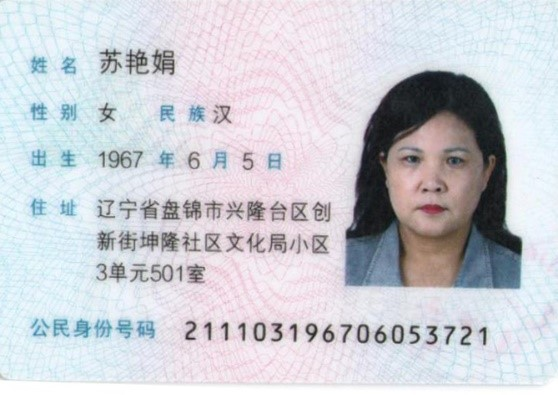 姓名 苏艳娟
性别 女 民族 汉
出生 1967 年 6 月 5 日
住址 辽宁省盘锦市兴隆台区创
新街坤隆社区文化局小区
3单元501室
公民身份号码 211103196706053721